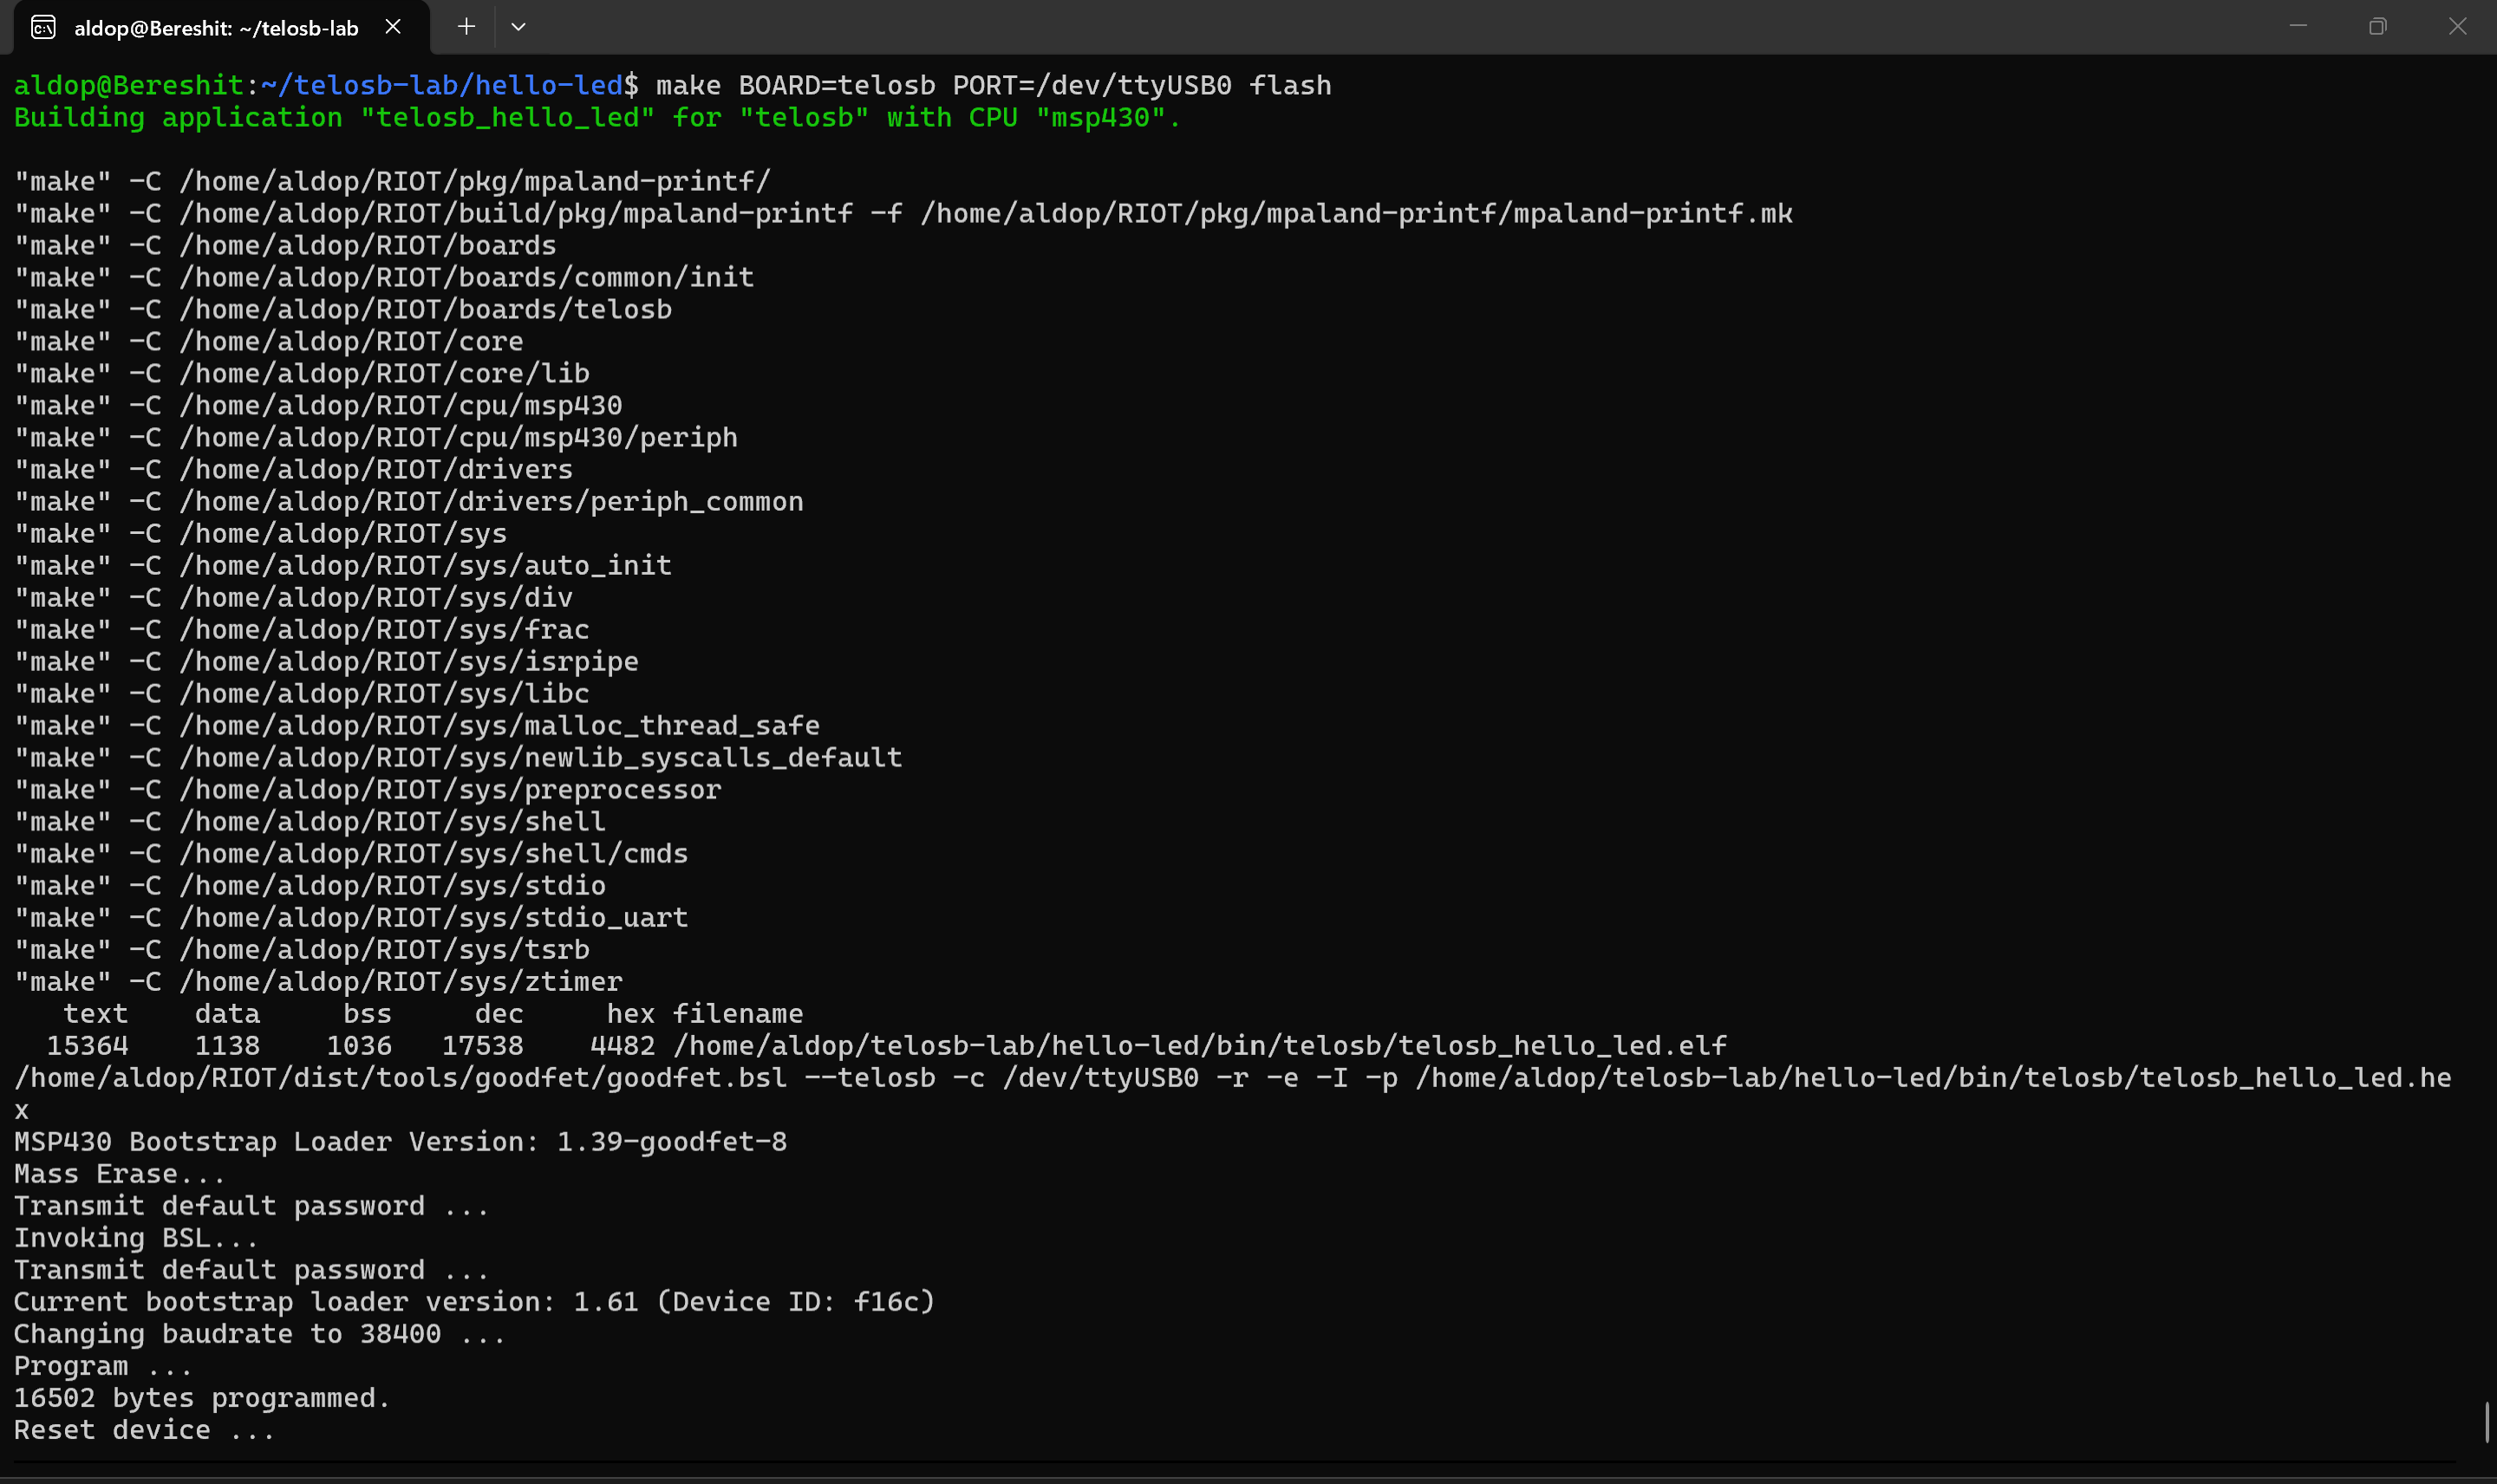 aldop@Bereshit: ~/telosb-lab
aldop@Bereshit:~/telosb-lab/hello-led$ make BOARD=telosb PORT=/dev/ttyUSB0 flash
Building application "telosb_hello_led" for "telosb" with CPU "msp430".
"make" -C /home/aldop/RIOT/pkg/mpaland-printf/
"make" -C /home/aldop/RIOT/build/pkg/mpaland-printf -f /home/aldop/RIOT/pkg/mpaland-printf/mpaland-printf.mk
"make" -C /home/aldop/RIOT/boards
"make" -C /home/aldop/RIOT/boards/common/init
"make" -C /home/aldop/RIOT/boards/telosb
"make" -C /home/aldop/RIOT/core
"make" -C /home/aldop/RIOT/core/lib
"make" -C /home/aldop/RIOT/cpu/msp430
"make" -C /home/aldop/RIOT/cpu/msp430/periph
"make" -C /home/aldop/RIOT/drivers
"make" -C /home/aldop/RIOT/drivers/periph_common
"make" -C /home/aldop/RIOT/sys
"make" -C /home/aldop/RIOT/sys/auto_init
"make" -C /home/aldop/RIOT/sys/div
"make" -C /home/aldop/RIOT/sys/frac
"make" -C /home/aldop/RIOT/sys/isrpipe
"make" -C /home/aldop/RIOT/sys/libc
"make" -C /home/aldop/RIOT/sys/malloc_thread_safe
"make" -C /home/aldop/RIOT/sys/newlib_syscalls_default
"make" -C /home/aldop/RIOT/sys/preprocessor
"make" -C /home/aldop/RIOT/sys/shell
"make" -C /home/aldop/RIOT/sys/shell/cmds
"make" -C /home/aldop/RIOT/sys/stdio
"make" -C /home/aldop/RIOT/sys/stdio_uart
"make" -C /home/aldop/RIOT/sys/tsrb
"make" -C /home/aldop/RIOT/sys/ztimer
   text    data     bss     dec     hex filename
  15364    1138    1036   17538    4482 /home/aldop/telosb-lab/hello-led/bin/telosb/telosb_hello_led.elf
/home/aldop/RIOT/dist/tools/goodfet/goodfet.bsl --telosb -c /dev/ttyUSB0 -r -e -I -p /home/aldop/telosb-lab/hello-led/bin/telosb/telosb_hello_led.he
x
MSP430 Bootstrap Loader Version: 1.39-goodfet-8
Mass Erase...
Transmit default password ...
Invoking BSL...
Transmit default password ...
Current bootstrap loader version: 1.61 (Device ID: f16c)
Changing baudrate to 38400 ...
Program ...
16502 bytes programmed.
Reset device ...